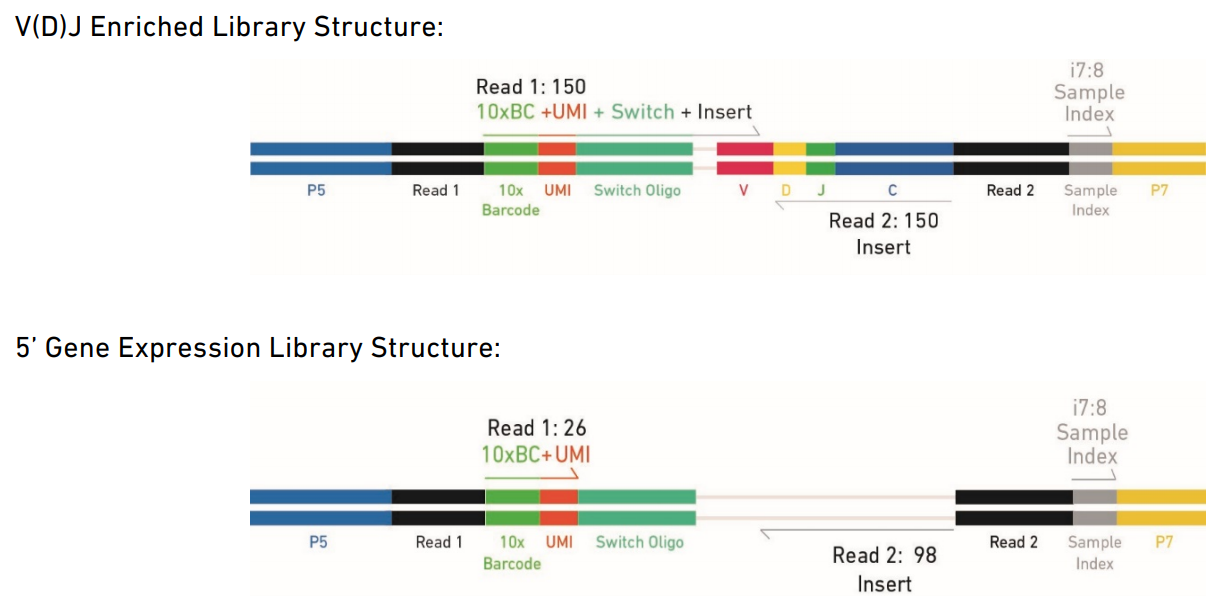 V(D)J Enriched Library Structure:
i7:8
Sample
Index
Read 1: 150
10xBC +UMI + Switch + Insert
P5 Read 1 10x Barcode UMI Switch Oligo V D J C Read 2 Sample Index P7
Read 2: 150
Insert
5’ Gene Expression Library Structure:
i7:8
Sample
Index
Read 1: 26
10xBC+UMI
P5 Read 1 10x Barcode UMI Switch Oligo Read 2 Sample Index P7
Read 2: 98
Insert